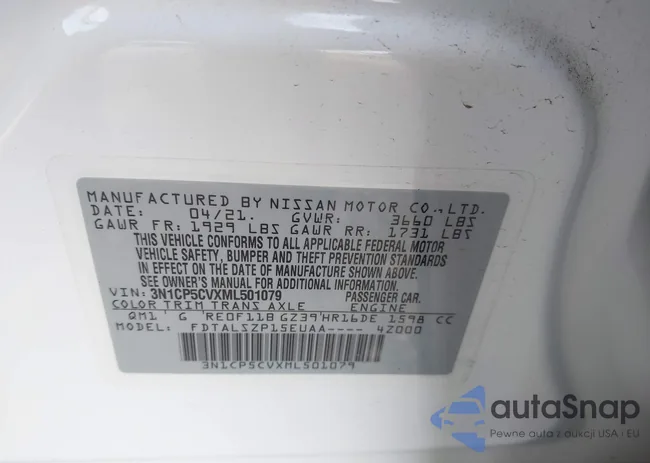 MANUFACTURED BY NISSAN MOTOR CO.,LTD.
DATE: 04/21. GVWR: 3660 LBS
GAWR FR: 1929 LBS GAWR RR: 1731 LBS
THIS VEHICLE CONFORMS TO ALL APPLICABLE FEDERAL MOTOR
VEHICLE SAFETY, BUMPER AND THEFT PREVENTION STANDARDS
IN EFFECT ON THE DATE OF MANUFACTURE SHOWN ABOVE.
SEE OWNER'S MANUAL FOR ADDITIONAL INFORMATION.
VIN: 3N1CP5CVXML501079 PASSENGER CAR.
COLOR TRIM TRANS AXLE ENGINE
QM1' G 'RE0F11B GZ39'HR16DE 1598 CC
MODEL: FDTALSZP15EUAA---- 4Z000
3N1CP5CVXML501079
autaSnap
Pewne auta z aukcji USA i EU